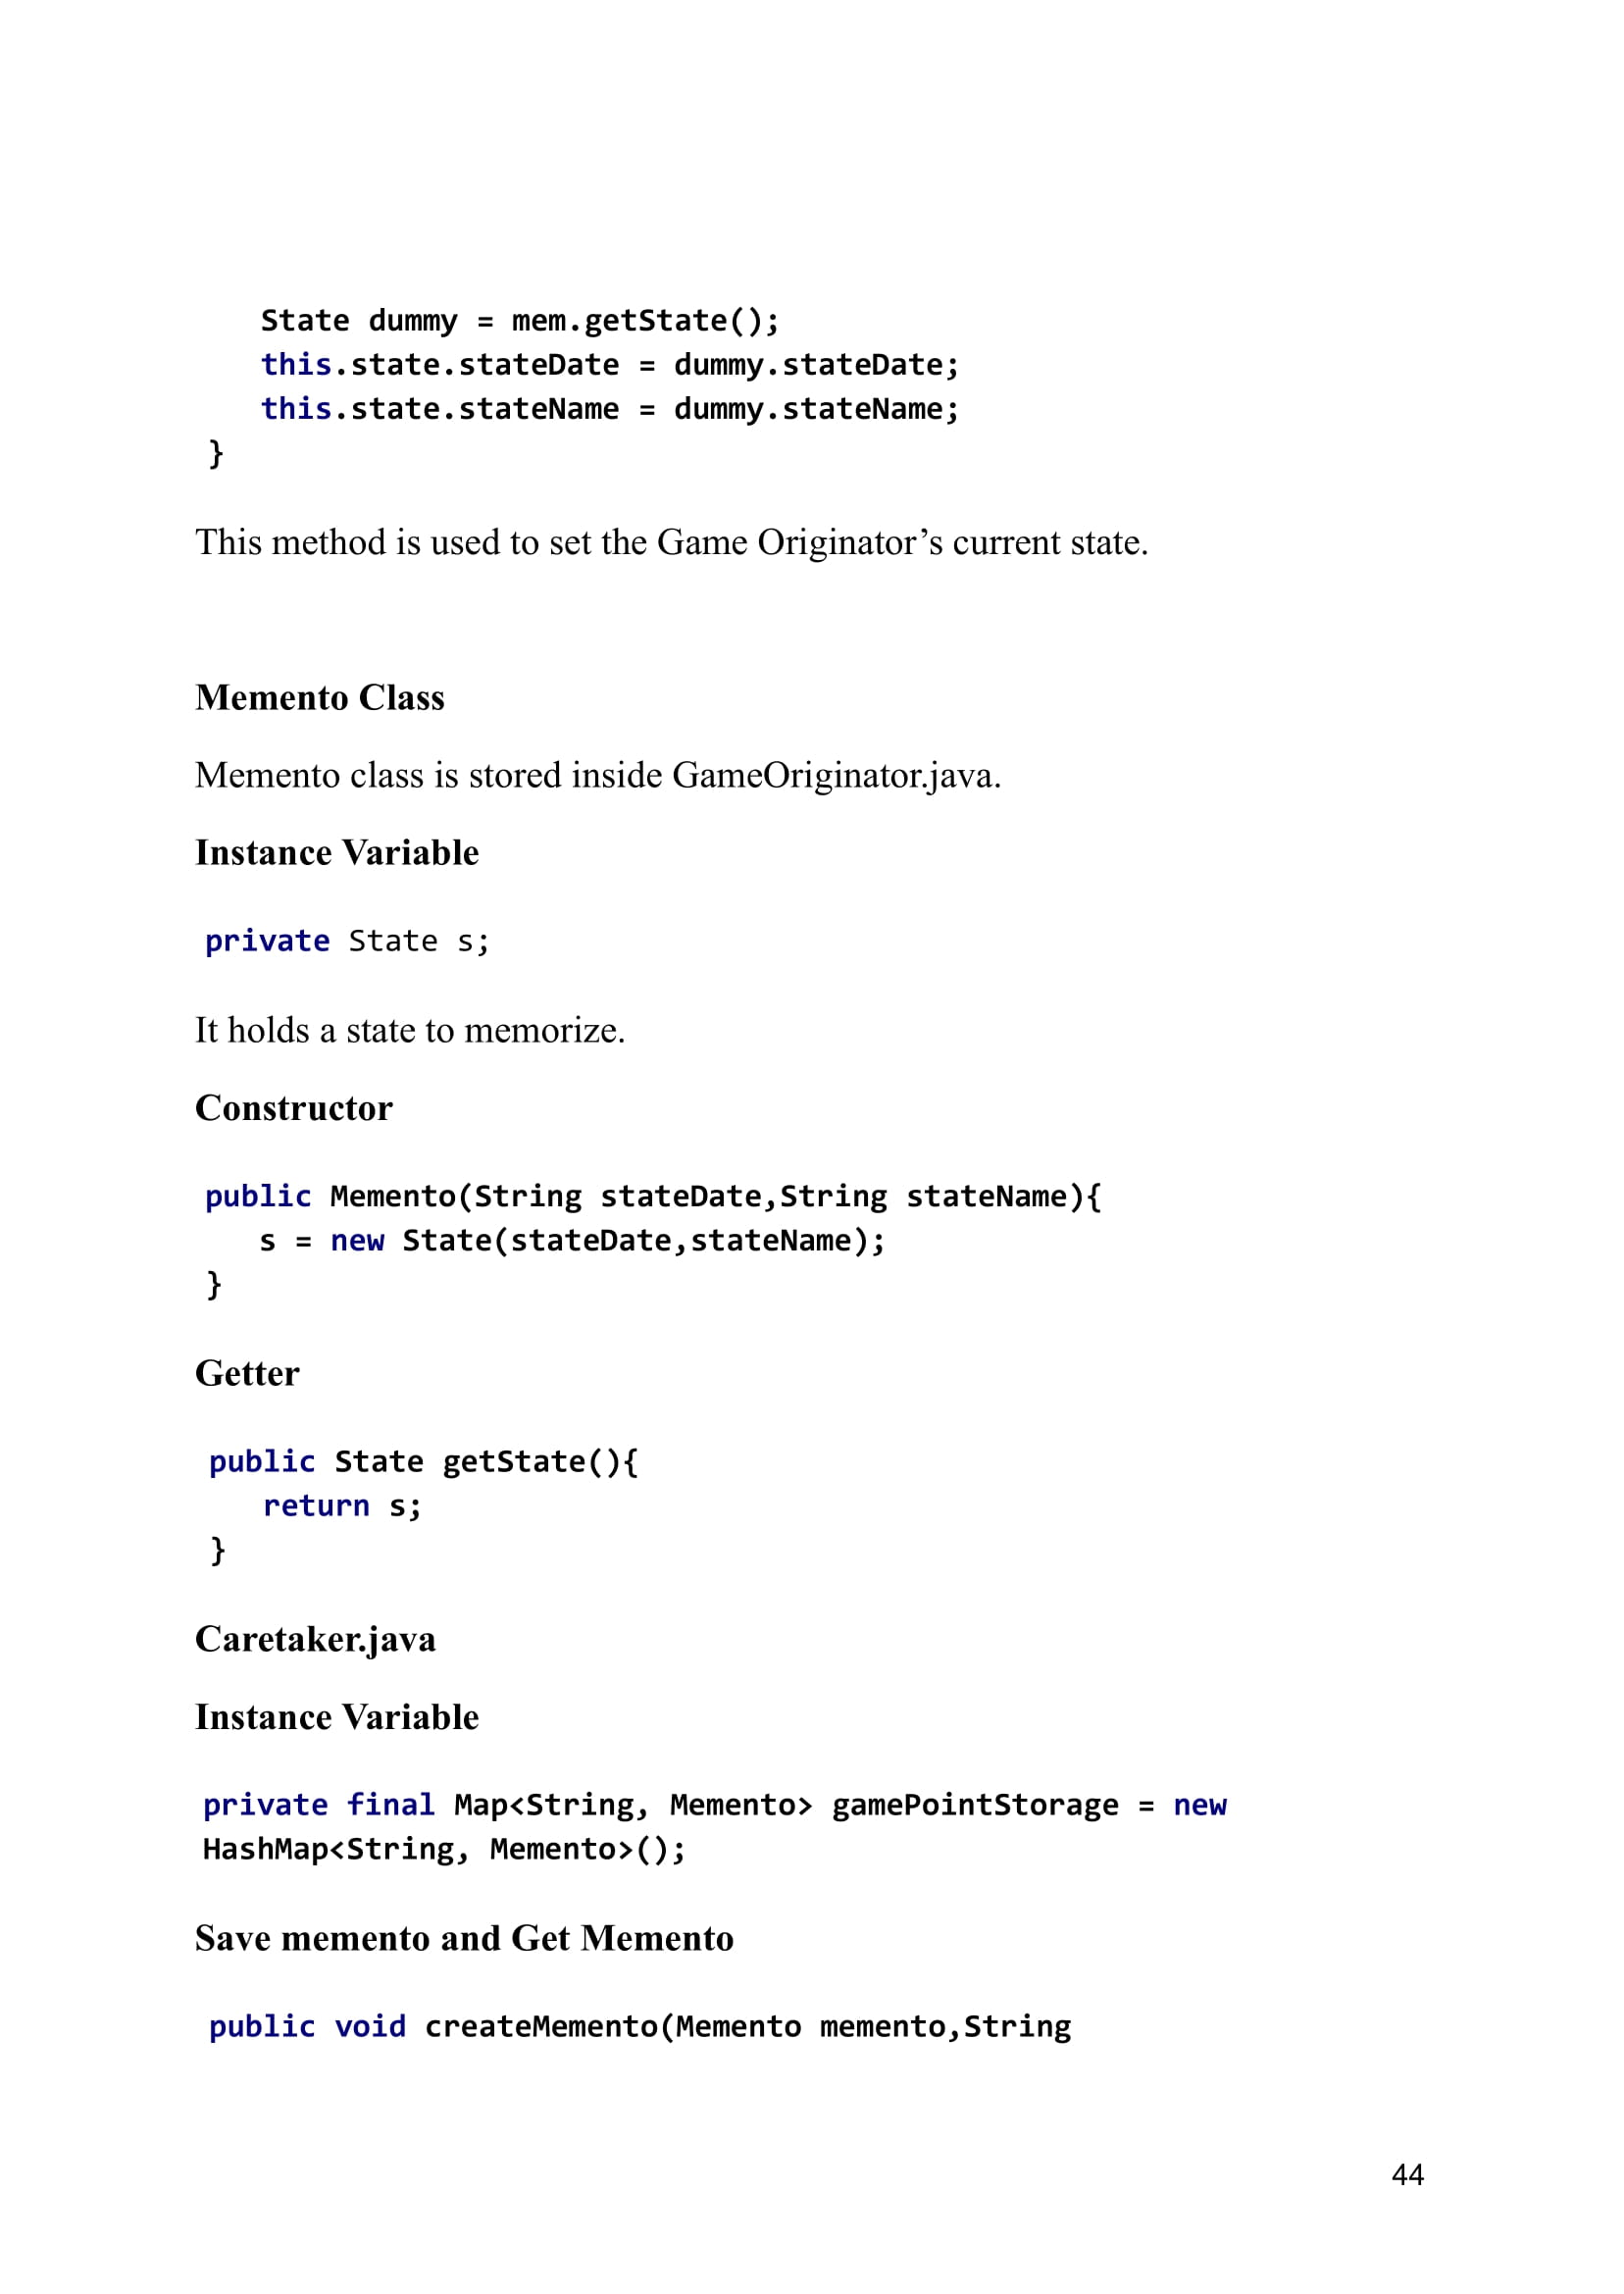 State dummy = mem.getState();
this.state.stateDate = dummy.stateDate;
this.state.stateName = dummy.stateName;
}
This method is used to set the Game Originator’s current state.
Memento Class
Memento class is stored inside GameOriginator.java.
Instance Variable
private State s;
It holds a state to memorize.
Constructor
public Memento(String stateDate,String stateName){
s = new State(stateDate,stateName);
}
Getter
public State getState(){
return s;
}
Caretaker.java
Instance Variable
private final Map<String, Memento> gamePointStorage = new
HashMap<String, Memento>();
Save memento and Get Memento
public void createMemento(Memento memento,String
44